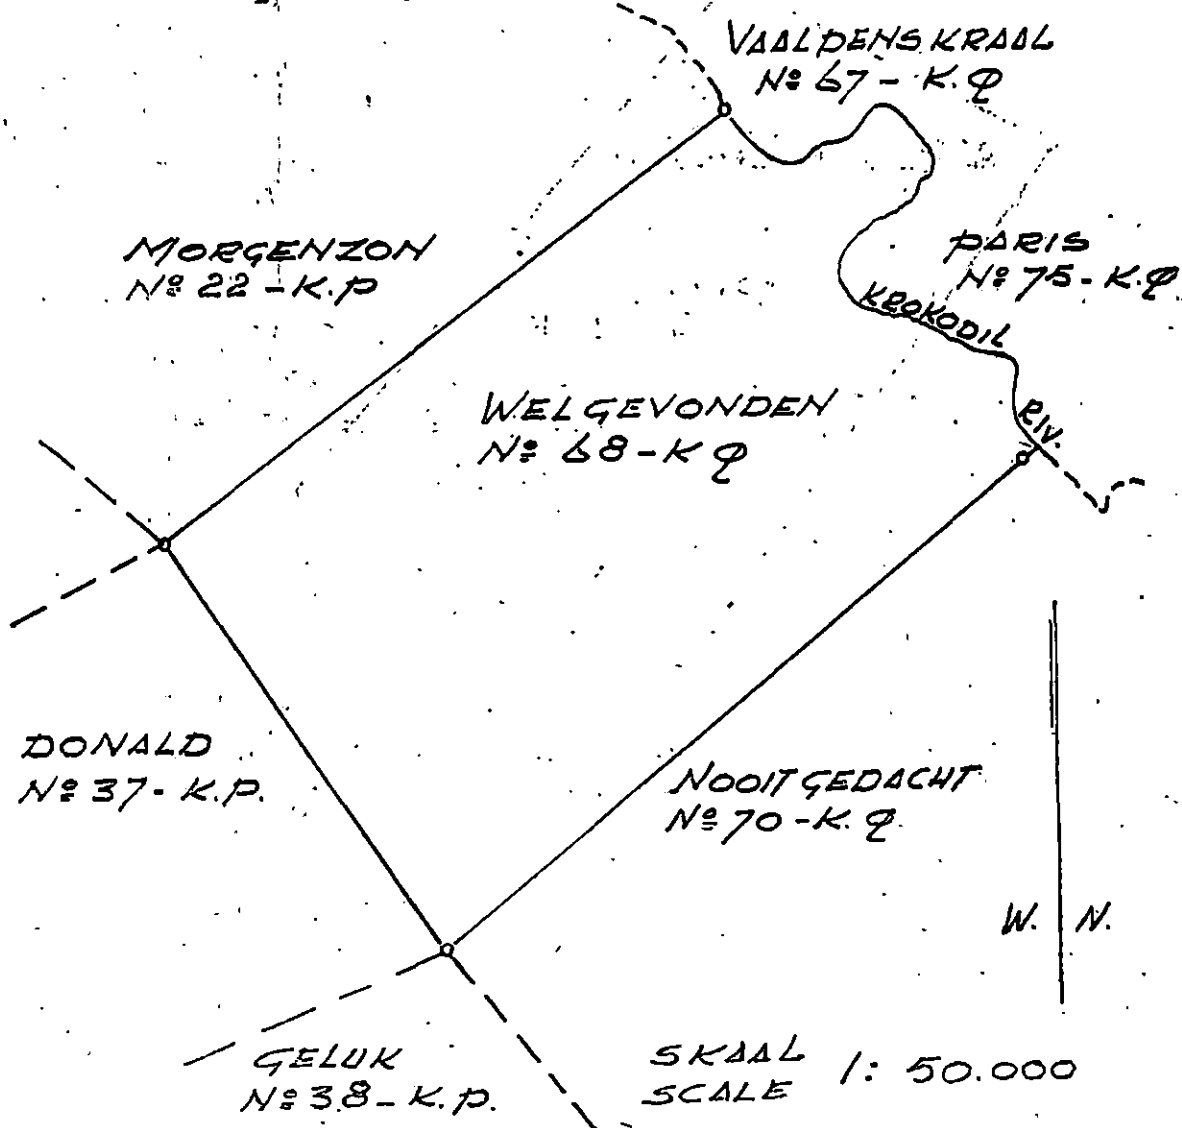 VAALPENSKRAAL
Nº 67 - K.Q
MORGENZON
Nº 22 - K.P
PARIS
Nº 75 - K.Q.
KROKODIL
RIV.
WELGEVONDEN
Nº 68 - K Q
DONALD
Nº 37 - K.P.
NOOITGEDACHT
Nº 70 - K.Q
W. N.
GELUK
Nº 38 - K.P.
SKAAL
SCALE 1: 50.000